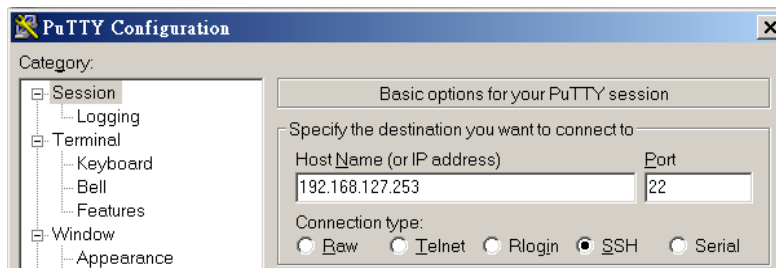 PuTTY Configuration
Category:
Session
Logging
Terminal
Keyboard
Bell
Features
Window
Appearance
Basic options for your PuTTY session
Specify the destination you want to connect to
Host Name (or IP address) Port
192.168.127.253 22
Connection type:
Raw Telnet Rlogin SSH Serial